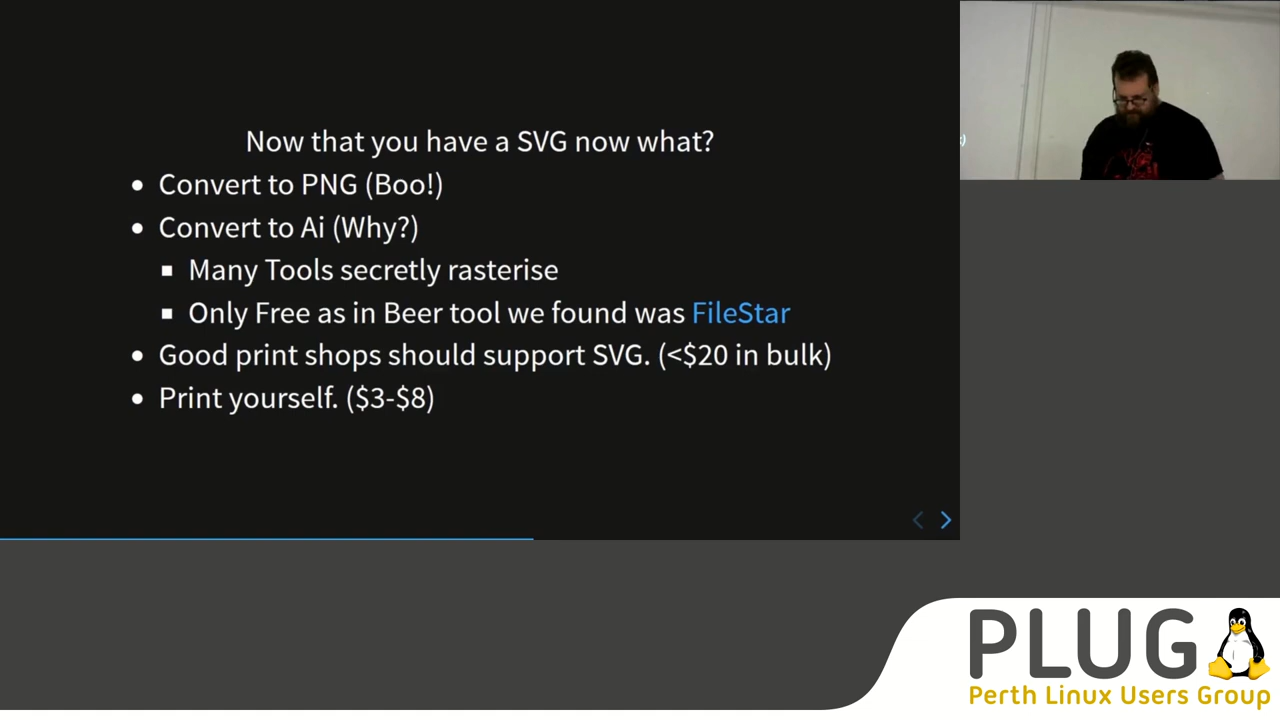 Now that you have a SVG now what?
Convert to PNG (Boo!)
Convert to Ai (Why?)
Many Tools secretly rasterise
Only Free as in Beer tool we found was FileStar
Good print shops should support SVG. (<$20 in bulk)
Print yourself. ($3-$8)
PLUG
Perth Linux Users Group